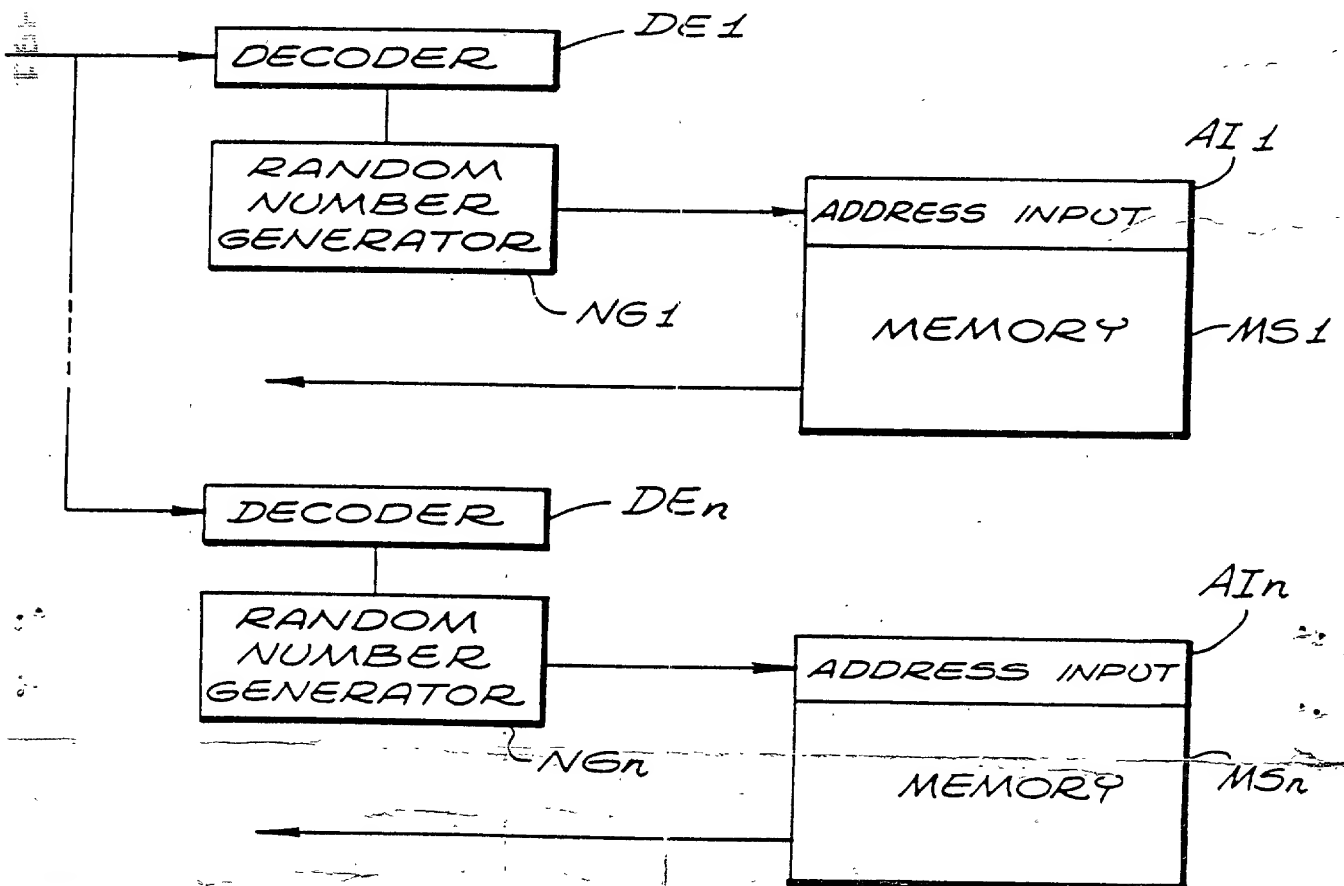 DE1
DECODER
AI1
RANDOM
NUMBER
GENERATOR
ADDRESS INPUT
NG1
MEMORY
MS1
DEn
DECODER
AIn
RANDOM
NUMBER
GENERATOR
ADDRESS INPUT
NGn
MEMORY
MSn